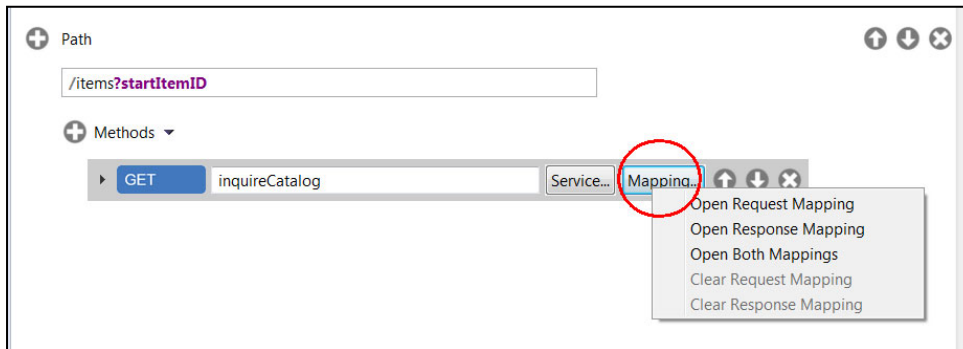 Path
/items?startItemID
Methods
GET inquireCatalog Service... Mapping...
Open Request Mapping
Open Response Mapping
Open Both Mappings
Clear Request Mapping
Clear Response Mapping